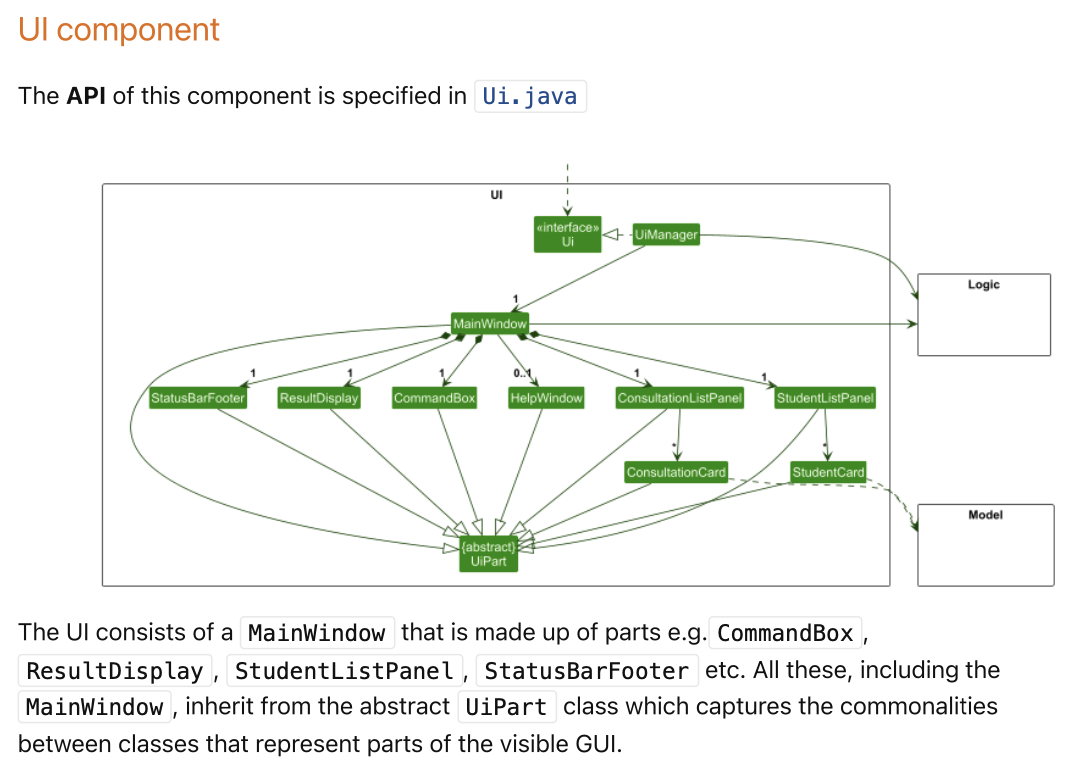 UI component
The API of this component is specified in Ui.java
UI
«interface»
Ui
UiManager
Logic
1
MainWindow
1
1
1
0..1
1
1
StatusBarFooter
ResultDisplay
CommandBox
HelpWindow
ConsultationListPanel
StudentListPanel
*
*
ConsultationCard
StudentCard
Model
{abstract}
UiPart
The UI consists of a MainWindow that is made up of parts e.g. CommandBox ,
ResultDisplay , StudentListPanel , StatusBarFooter etc. All these, including the
MainWindow , inherit from the abstract UiPart class which captures the commonalities
between classes that represent parts of the visible GUI.